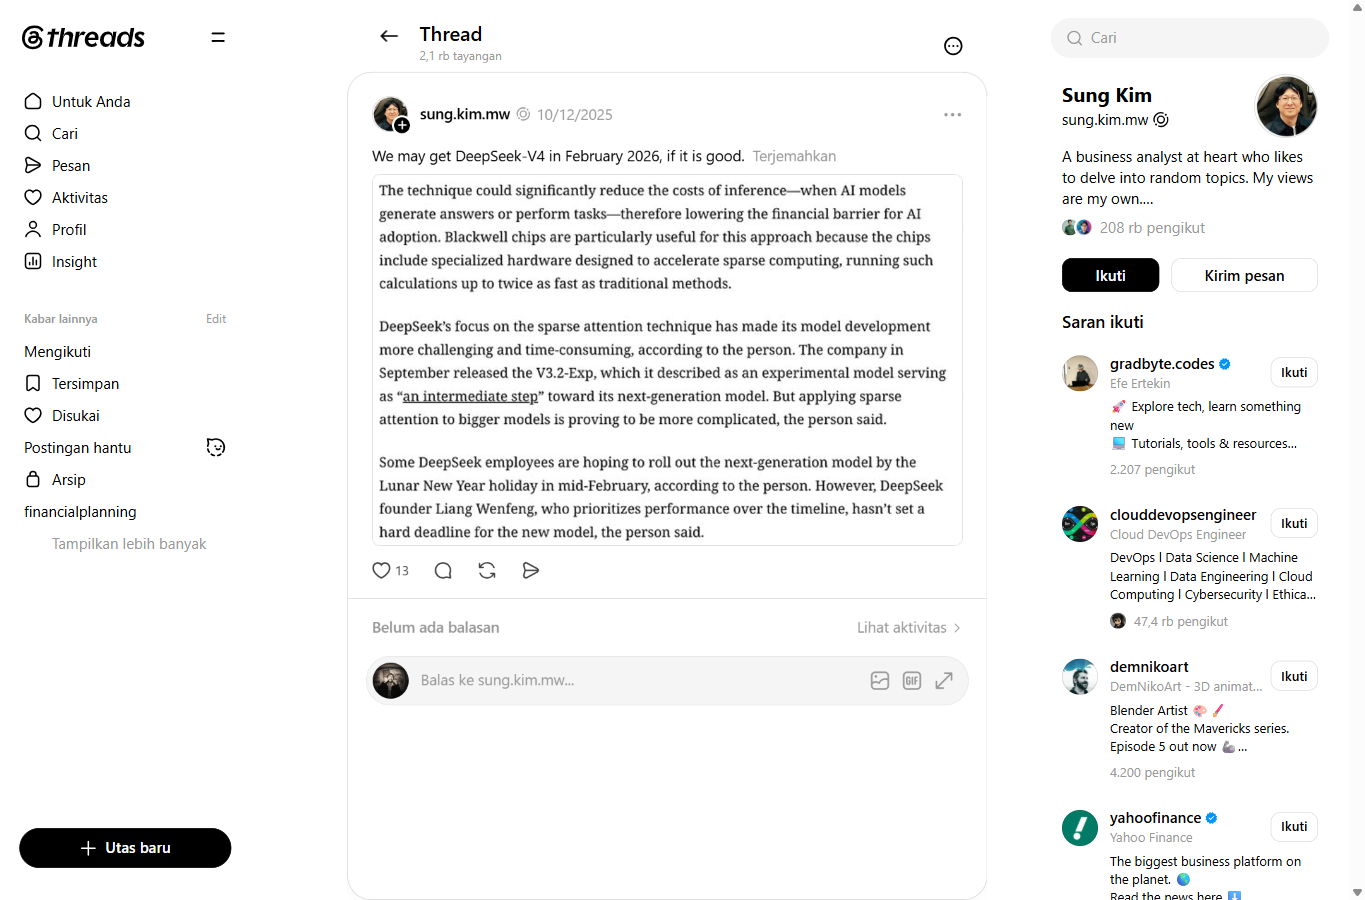 threads
Untuk Anda
Cari
Pesan
Aktivitas
Profil
Insight
Kabar lainnya
Edit
Mengikuti
Tersimpan
Disukai
Postingan hantu
Arsip
financialplanning
Tampilkan lebih banyak
Utas baru
Thread
2,1 rb tayangan
sung.kim.mw 10/12/2025
We may get DeepSeek-V4 in February 2026, if it is good. Terjemahkan
The technique could significantly reduce the costs of inference—when AI models
generate answers or perform tasks—therefore lowering the financial barrier for AI
adoption. Blackwell chips are particularly useful for this approach because the chips
include specialized hardware designed to accelerate sparse computing, running such
calculations up to twice as fast as traditional methods.
DeepSeek's focus on the sparse attention technique has made its model development
more challenging and time-consuming, according to the person. The company in
September released the V3.2-Exp, which it described as an experimental model serving
as “an intermediate step” toward its next-generation model. But applying sparse
attention to bigger models is proving to be more complicated, the person said.
Some DeepSeek employees are hoping to roll out the next-generation model by the
Lunar New Year holiday in mid-February, according to the person. However, DeepSeek
founder Liang Wenfeng, who prioritizes performance over the timeline, hasn't set a
hard deadline for the new model, the person said.
13
Belum ada balasan
Lihat aktivitas
Balas ke sung.kim.mw...
GIF
Cari
Sung Kim
sung.kim.mw
A business analyst at heart who likes
to delve into random topics. My views
are my own....
208 rb pengikut
Ikuti
Kirim pesan
Saran ikuti
gradbyte.codes
Efe Ertekin
Ikuti
🚀 Explore tech, learn something
new
💻 Tutorials, tools & resources...
2.207 pengikut
clouddevopsengineer
Cloud DevOps Engineer
Ikuti
DevOps l Data Science l Machine
Learning l Data Engineering l Cloud
Computing l Cybersecurity l Ethica...
47,4 rb pengikut
demnikoart
DemNikoArt - 3D animat...
Ikuti
Blender Artist 🎨 🖌️
Creator of the Mavericks series.
Episode 5 out now 🦾 ...
4.200 pengikut
yahoofinance
Yahoo Finance
Ikuti
The biggest business platform on
the planet. 🌎
Read the news here ⬇️